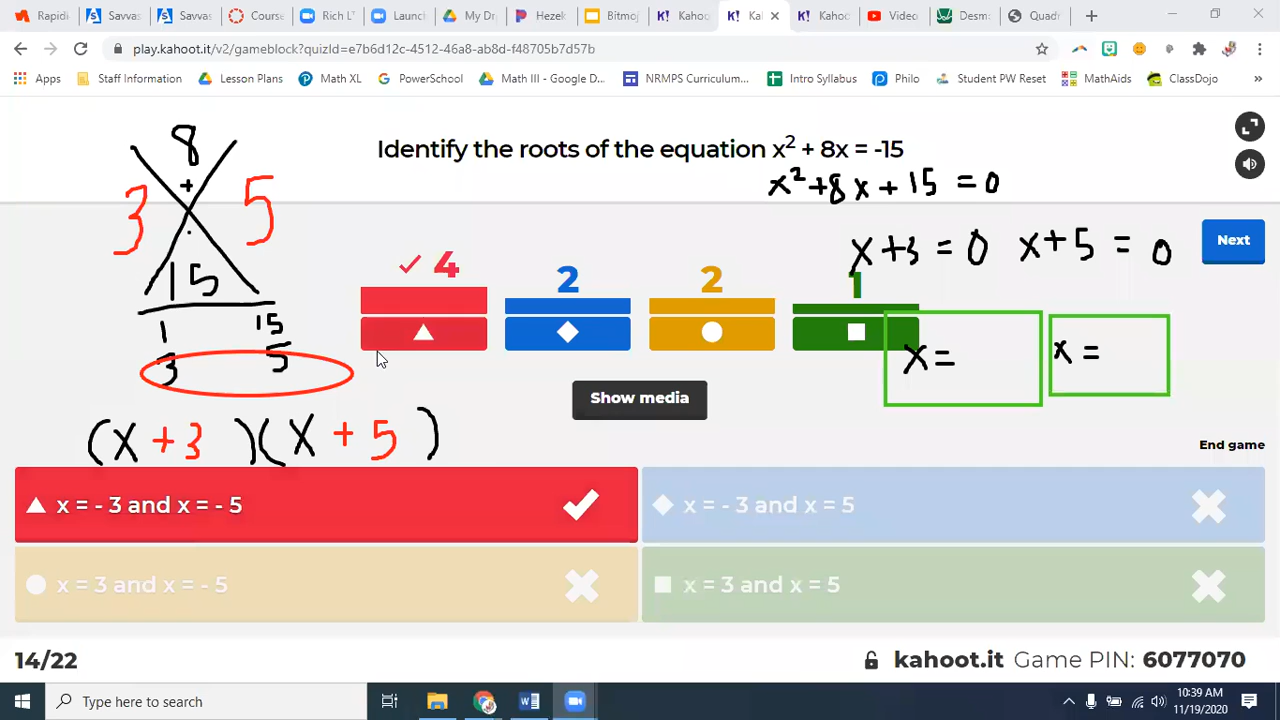 Rapidi
Savvas
Savvas
Course
Rich L
Launc
My Dr
Hezek
Bitmoj
Kahoo
Ka
Kahoo
Video
Desm
Quadr
play.kahoot.it/v2/gameblock?quizId=e7b6d12c-4512-46a8-ab8d-f48705b7d57b
Apps
Staff Information
Lesson Plans
Math XL
PowerSchool
Math III - Google D...
NRMPS Curriculum...
Intro Syllabus
Philo
Student PW Reset
MathAids
ClassDojo
Identify the roots of the equation x² + 8x = -15
x²+8x+15=0
8
+
3 5
15
1 15
3 5
(x+3)(x+5)
x+3=0 x+5=0
Next
4
2
2
1
x=
x=
Show media
End game
x = - 3 and x = - 5
x = - 3 and x = 5
x = 3 and x = - 5
x = 3 and x = 5
14/22
kahoot.it Game PIN: 6077070
Type here to search
10:39 AM
11/19/2020